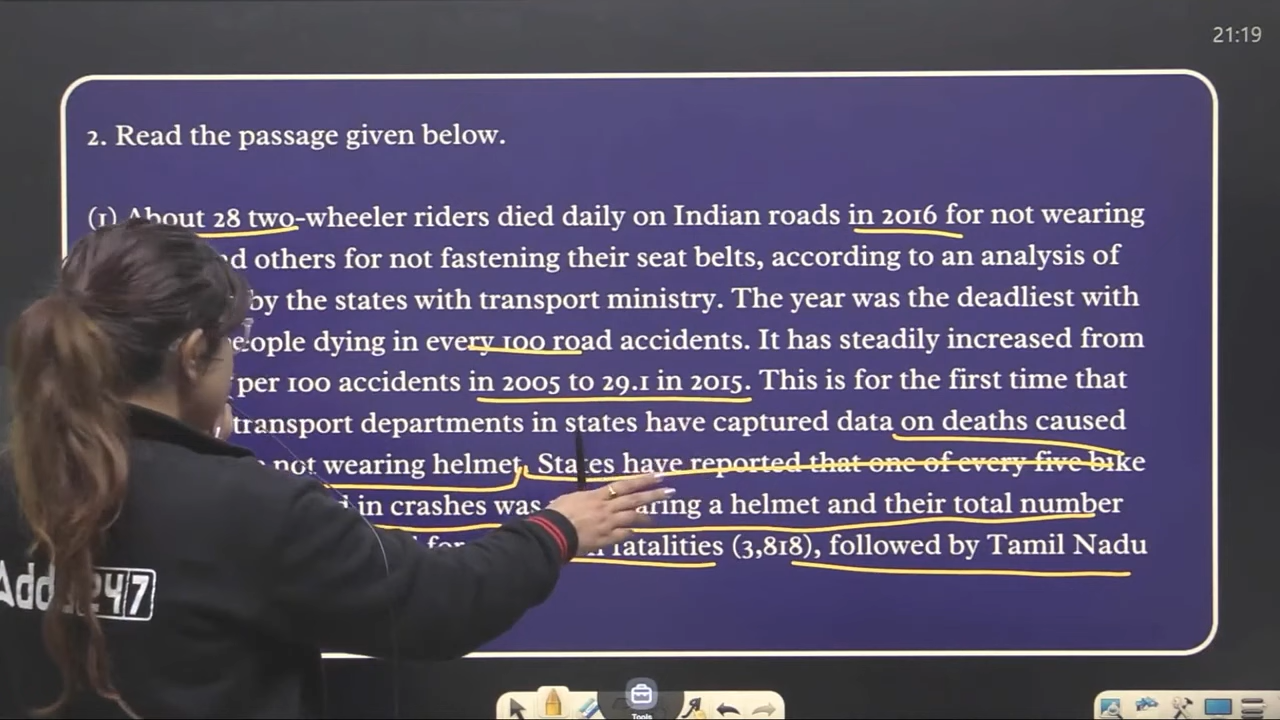 21:19
2. Read the passage given below.
(1) About 28 two-wheeler riders died daily on Indian roads in 2016 for not wearing
others for not fastening their seat belts, according to an analysis of
by the states with transport ministry. The year was the deadliest with
dying in every 100 road accidents. It has steadily increased from
per 100 accidents in 2005 to 29.1 in 2015. This is for the first time that
transport departments in states have captured data on deaths caused
not wearing helmet. States have reported that one of every five bike
in crashes was a helmet and their total number
fatalities (3,818), followed by Tamil Nadu
Tools